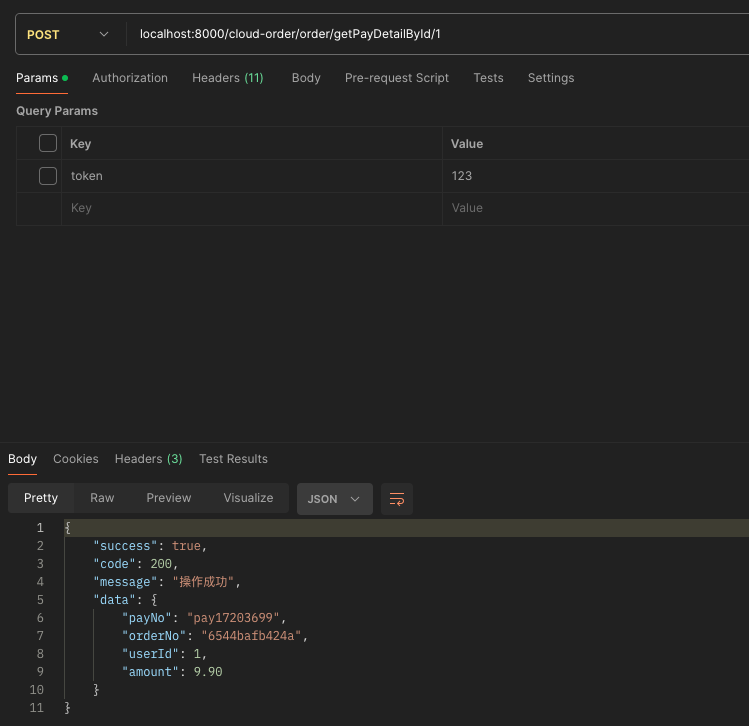 POST localhost:8000/cloud-order/order/getPayDetailById/1
Params Authorization Headers (11) Body Pre-request Script Tests Settings
Query Params
Key Value
token 123
Key Value
Body Cookies Headers (3) Test Results
Pretty Raw Preview Visualize JSON
1 {
2 "success": true,
3 "code": 200,
4 "message": "操作成功",
5 "data": {
6 "payNo": "pay17203699",
7 "orderNo": "6544bafb424a",
8 "userId": 1,
9 "amount": 9.90
10 }
11 }